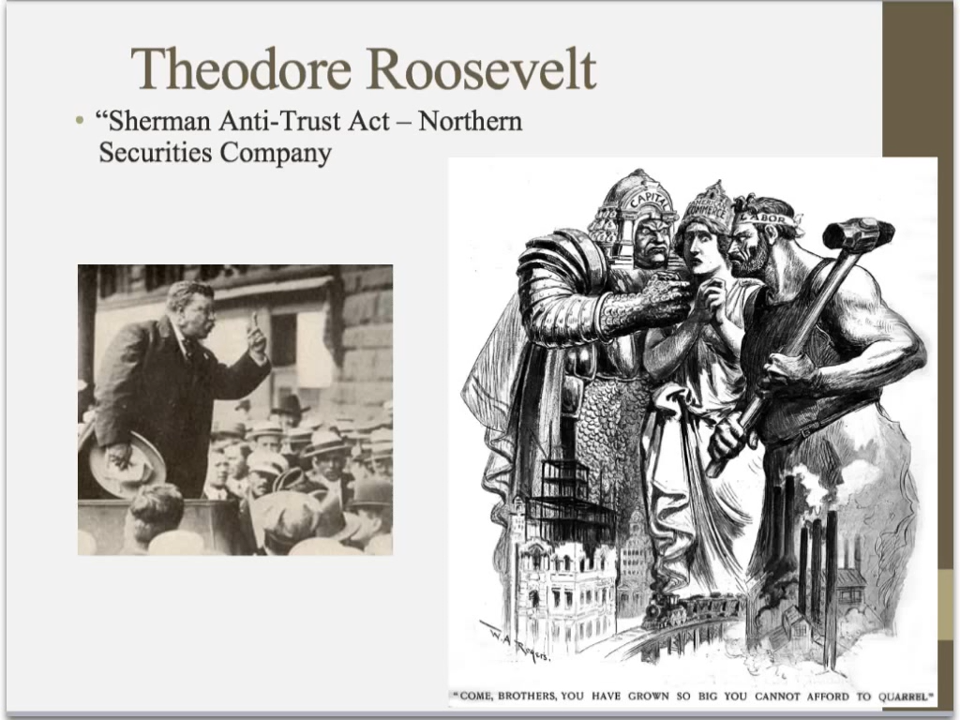 Theodore Roosevelt
• “Sherman Anti-Trust Act – Northern
Securities Company
CAPITAL
COMMERCE
LABOR
W.A. Rogers.
"COME, BROTHERS, YOU HAVE GROWN SO BIG YOU CANNOT AFFORD TO QUARREL"